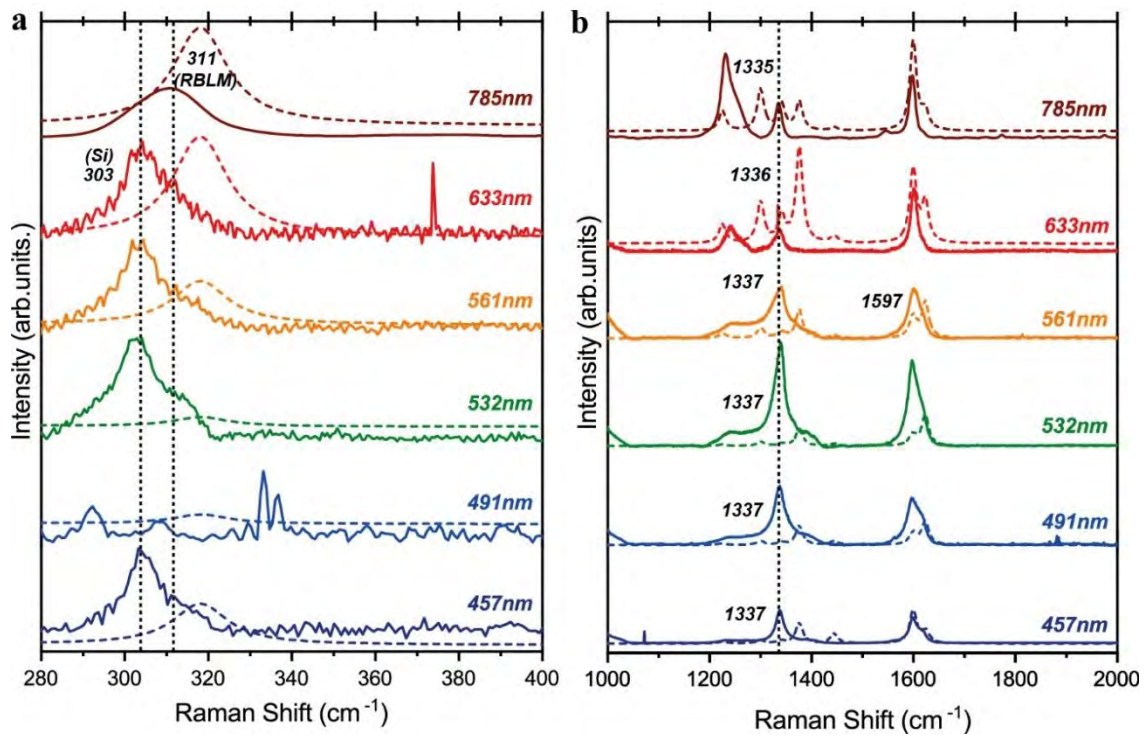 a
311
(RBLM)
785nm
(Si)
303
633nm
561nm
532nm
491nm
457nm
280 300 320 340 360 380 400
Raman Shift (cm⁻¹)
Intensity (arb.units.)
b
1335
785nm
1336
633nm
1337
1597
561nm
1337
532nm
1337
491nm
1337
457nm
1000 1200 1400 1600 1800 2000
Raman Shift (cm⁻¹)
Intensity (arb.units)